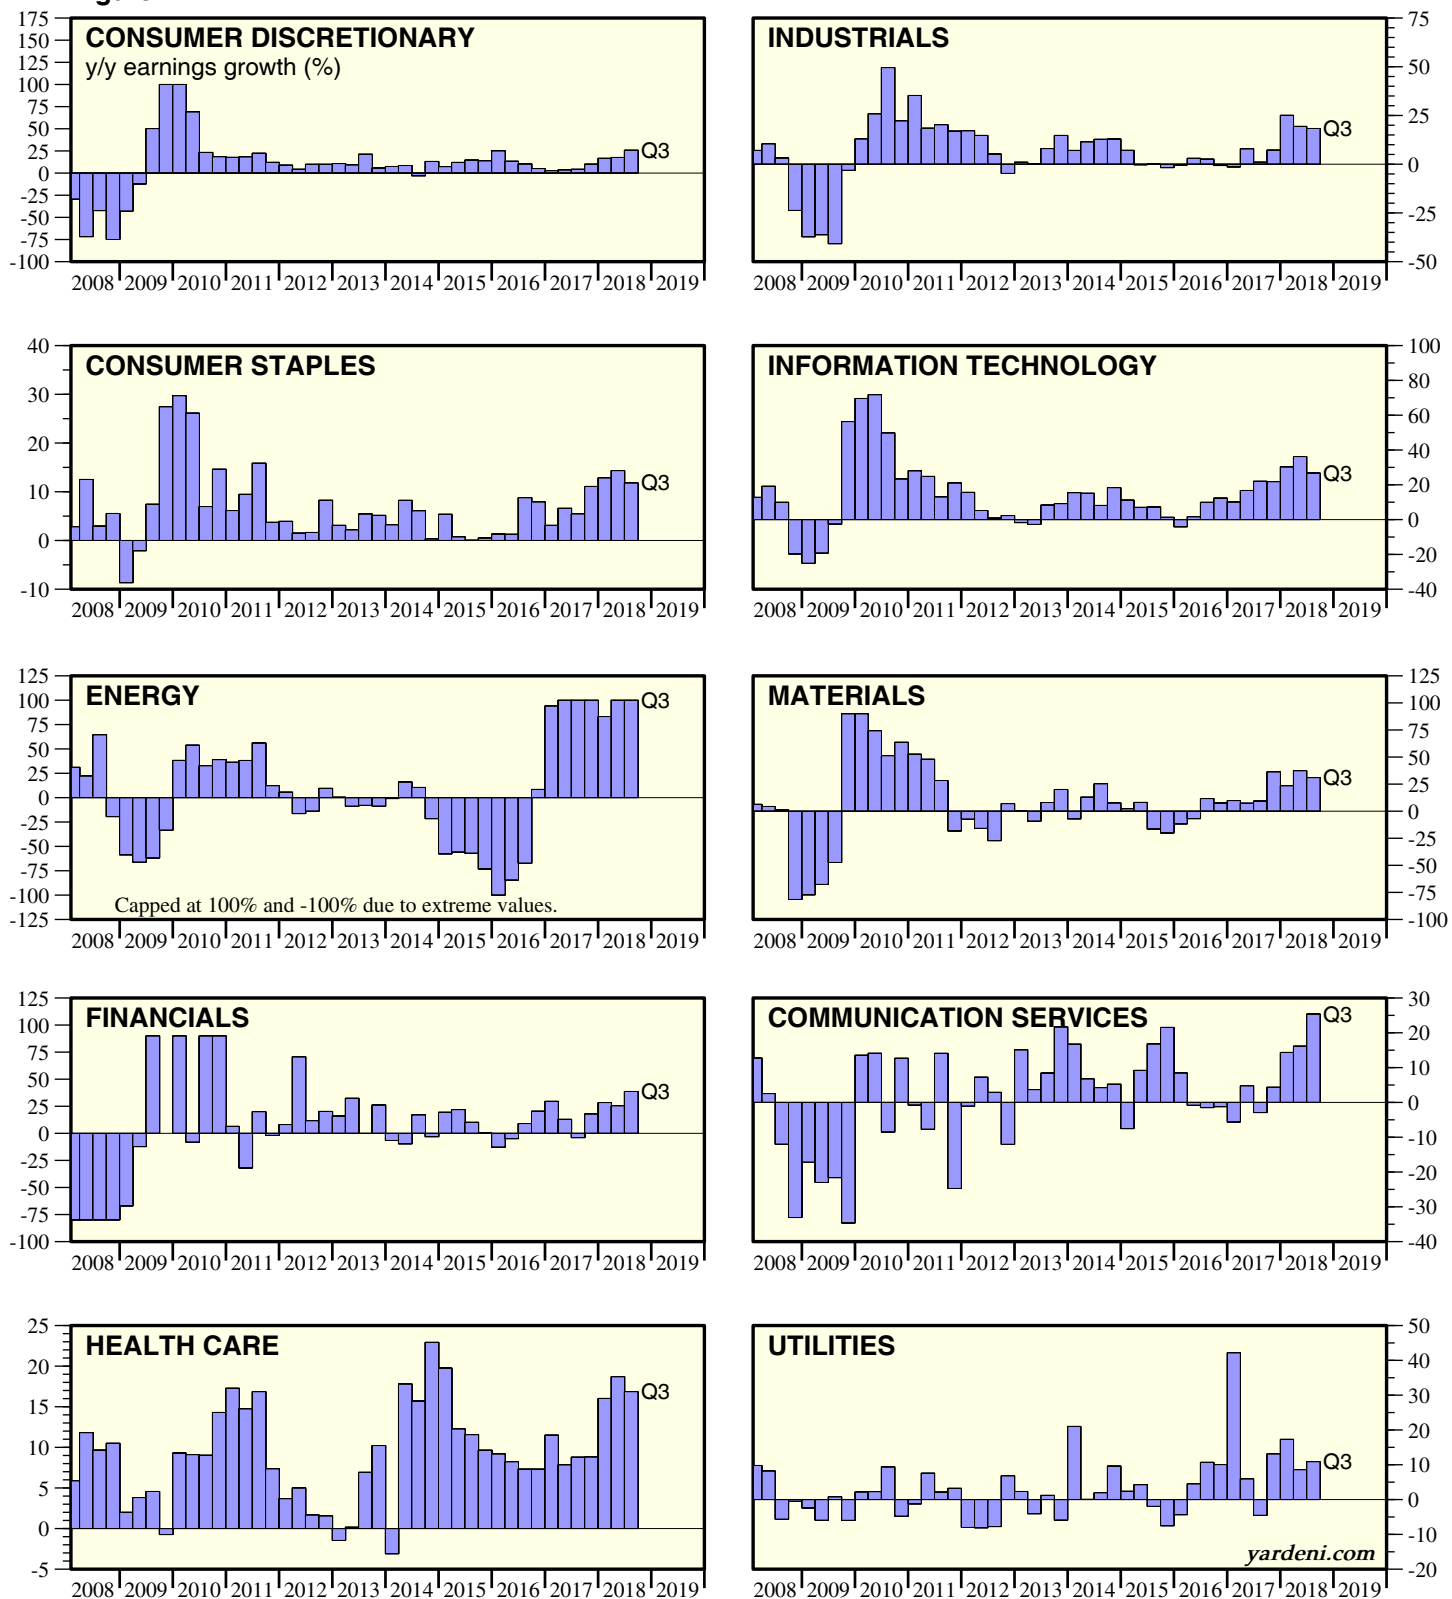 175
150
125
100
75
50
25
0
-25
-50
-75
-100
CONSUMER DISCRETIONARY
y/y earnings growth (%)
Q3
2008 2009 2010 2011 2012 2013 2014 2015 2016 2017 2018 2019
INDUSTRIALS
Q3
75
50
25
0
-25
-50
2008 2009 2010 2011 2012 2013 2014 2015 2016 2017 2018 2019
40
30
20
10
0
-10
CONSUMER STAPLES
Q3
2008 2009 2010 2011 2012 2013 2014 2015 2016 2017 2018 2019
INFORMATION TECHNOLOGY
Q3
100
80
60
40
20
0
-20
-40
2008 2009 2010 2011 2012 2013 2014 2015 2016 2017 2018 2019
125
100
75
50
25
0
-25
-50
-75
-100
-125
ENERGY
Q3
Capped at 100% and -100% due to extreme values.
2008 2009 2010 2011 2012 2013 2014 2015 2016 2017 2018 2019
MATERIALS
Q3
125
100
75
50
25
0
-25
-50
-75
-100
2008 2009 2010 2011 2012 2013 2014 2015 2016 2017 2018 2019
125
100
75
50
25
0
-25
-50
-75
-100
FINANCIALS
Q3
2008 2009 2010 2011 2012 2013 2014 2015 2016 2017 2018 2019
COMMUNICATION SERVICES
Q3
30
20
10
0
-10
-20
-30
-40
2008 2009 2010 2011 2012 2013 2014 2015 2016 2017 2018 2019
25
20
15
10
5
0
-5
HEALTH CARE
Q3
2008 2009 2010 2011 2012 2013 2014 2015 2016 2017 2018 2019
UTILITIES
Q3
50
40
30
20
10
0
-10
-20
yardeni.com
2008 2009 2010 2011 2012 2013 2014 2015 2016 2017 2018 2019